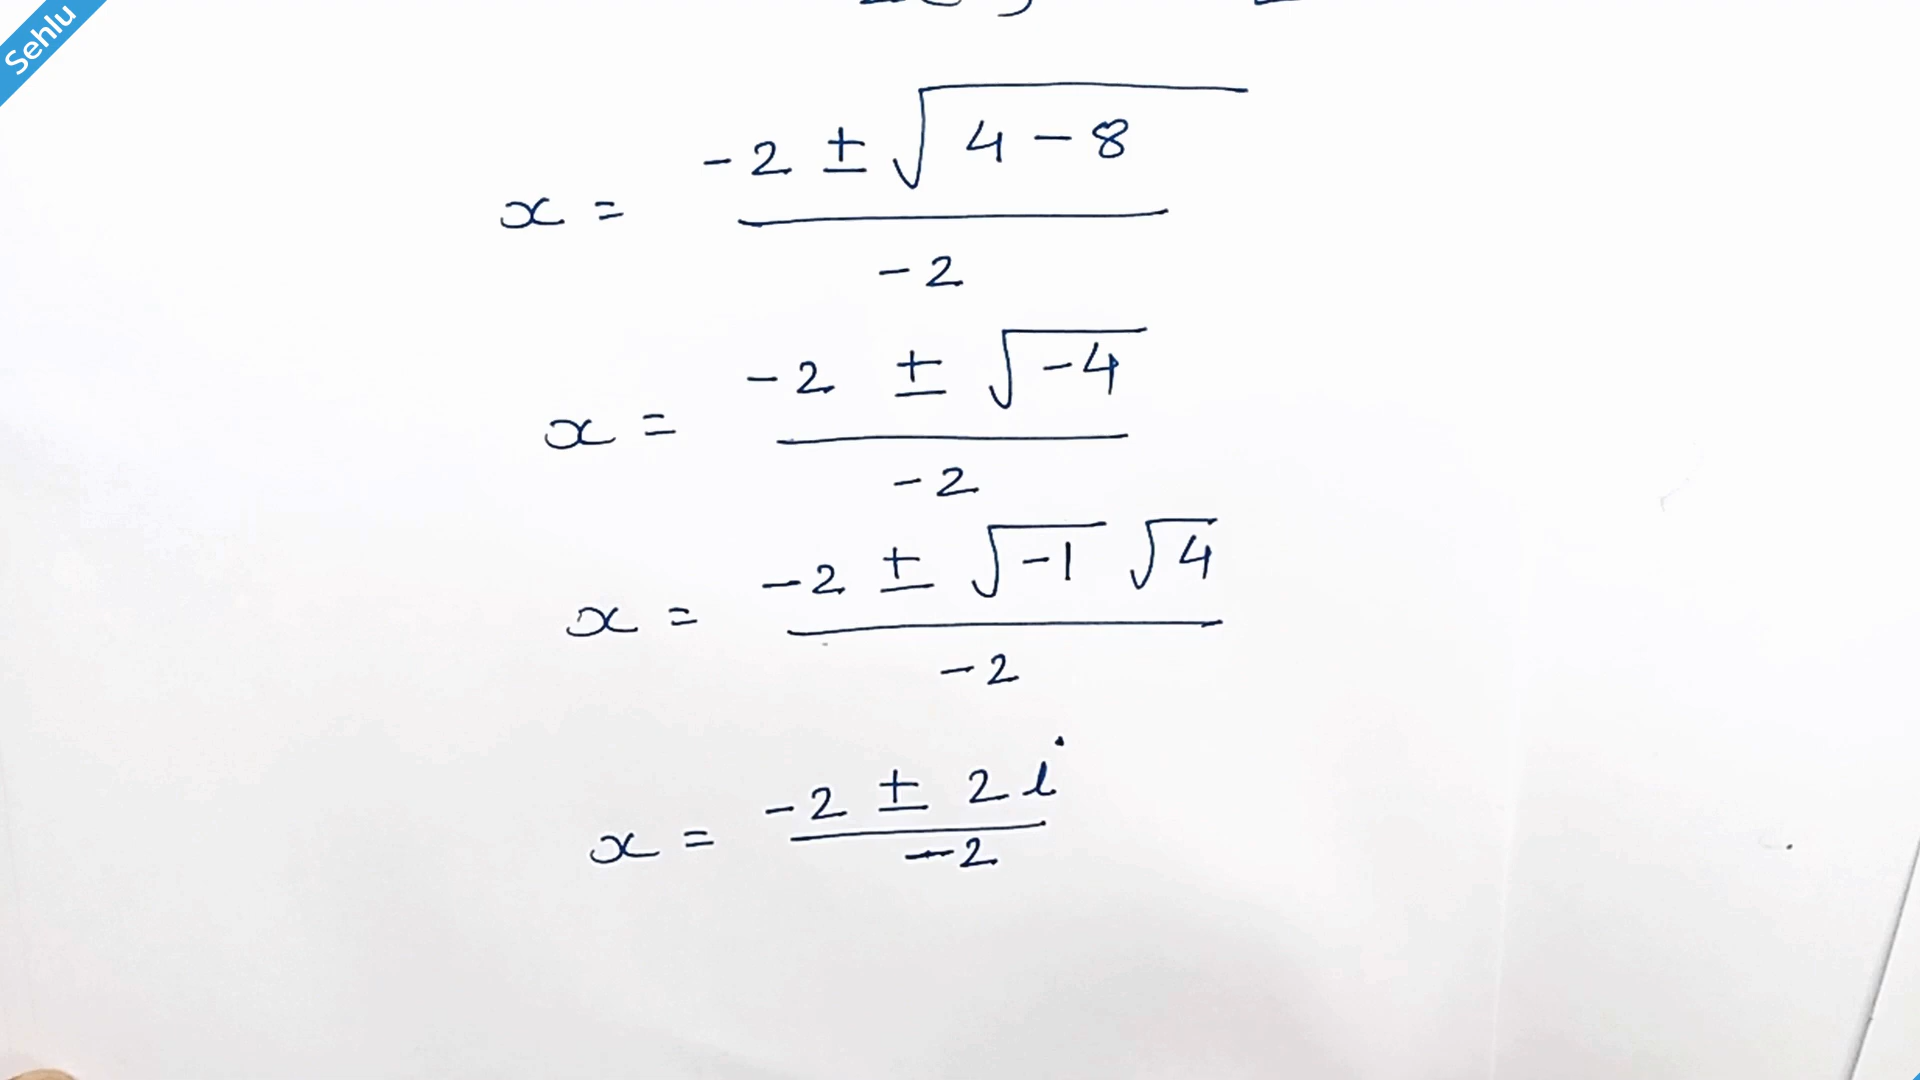 Sehlu
x = (-2 ± √(4 - 8)) / -2
x = (-2 ± √(-4)) / -2
x = (-2 ± √(-1) √4) / -2
x = (-2 ± 2i) / -2